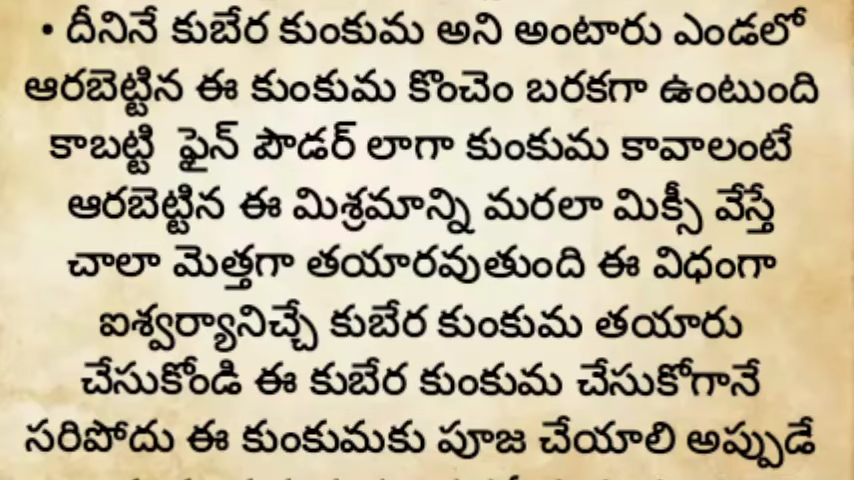 • దీనినే కుబేర కుంకుమ అని అంటారు ఎండలో
ఆరబెట్టిన ఈ కుంకుమ కొంచెం బరకగా ఉంటుంది
కాబట్టి ఫైన్ పౌడర్ లాగా కుంకుమ కావాలంటే
ఆరబెట్టిన ఈ మిశ్రమాన్ని మరలా మిక్సీ వేస్తే
చాలా మెత్తగా తయారవుతుంది ఈ విధంగా
ఐశ్వర్యానిచ్చే కుబేర కుంకుమ తయారు
చేసుకోండి ఈ కుబేర కుంకుమ చేసుకోగానే
సరిపోదు ఈ కుంకుమకు పూజ చేయాలి అప్పుడే